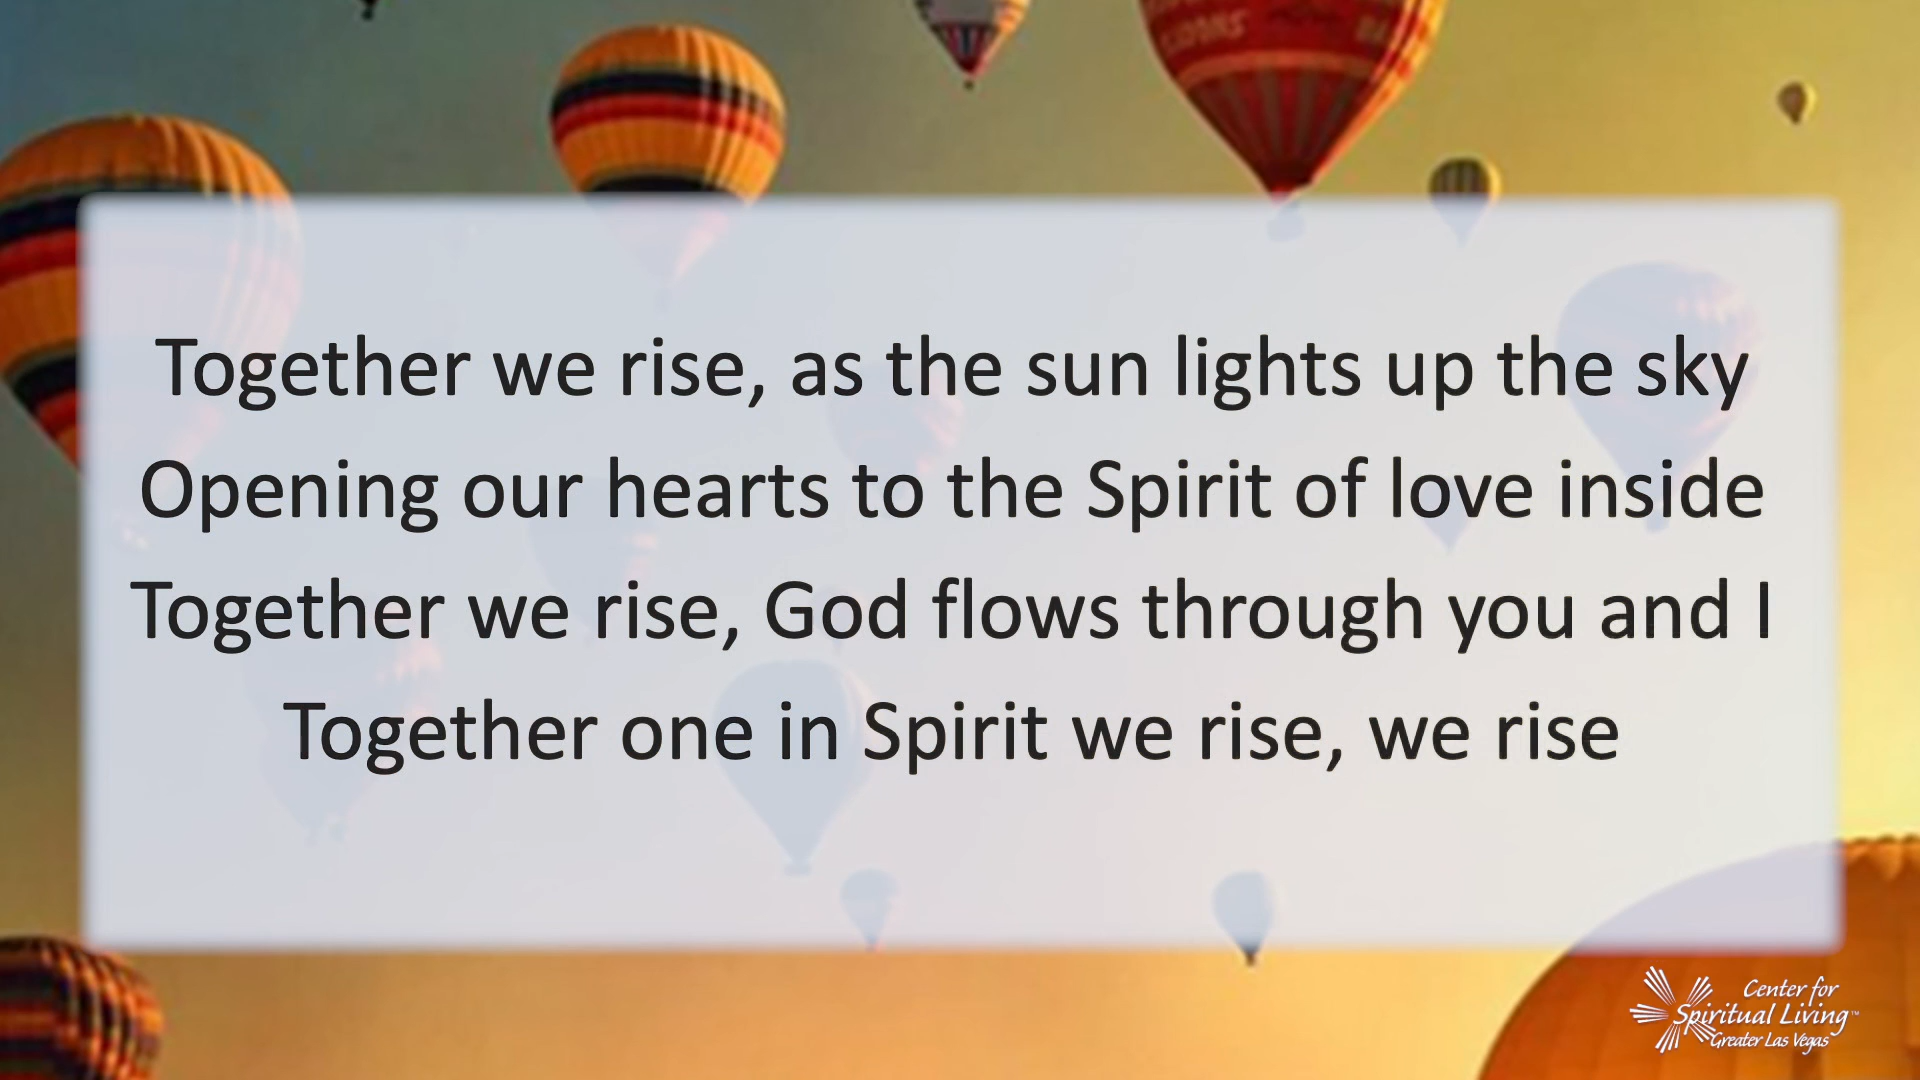 Together we rise, as the sun lights up the sky
Opening our hearts to the Spirit of love inside
Together we rise, God flows through you and I
Together one in Spirit we rise, we rise
Center for
Spiritual Living™
Greater Las Vegas